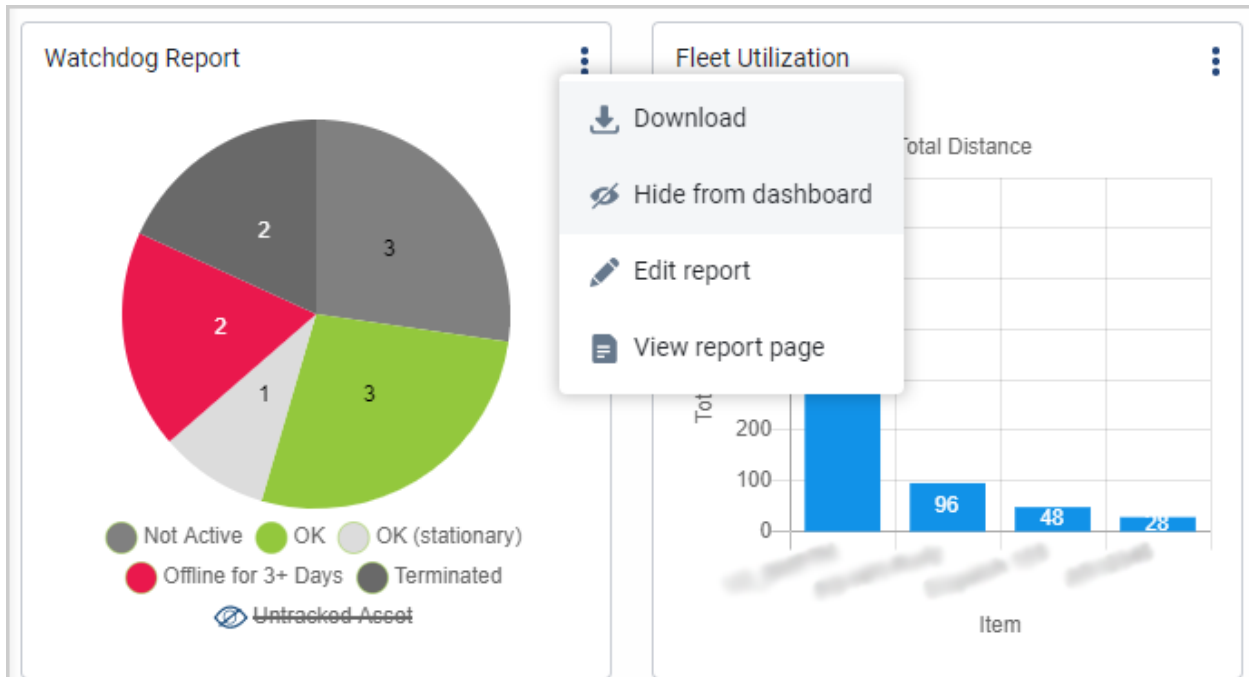 Watchdog Report
3
2
2
1
3
Not Active OK OK (stationary)
Offline for 3+ Days Terminated
Untracked Asset
Download
Hide from dashboard
Edit report
View report page
Fleet Utilization
Total Distance
200
100
0
96
48
28
Item